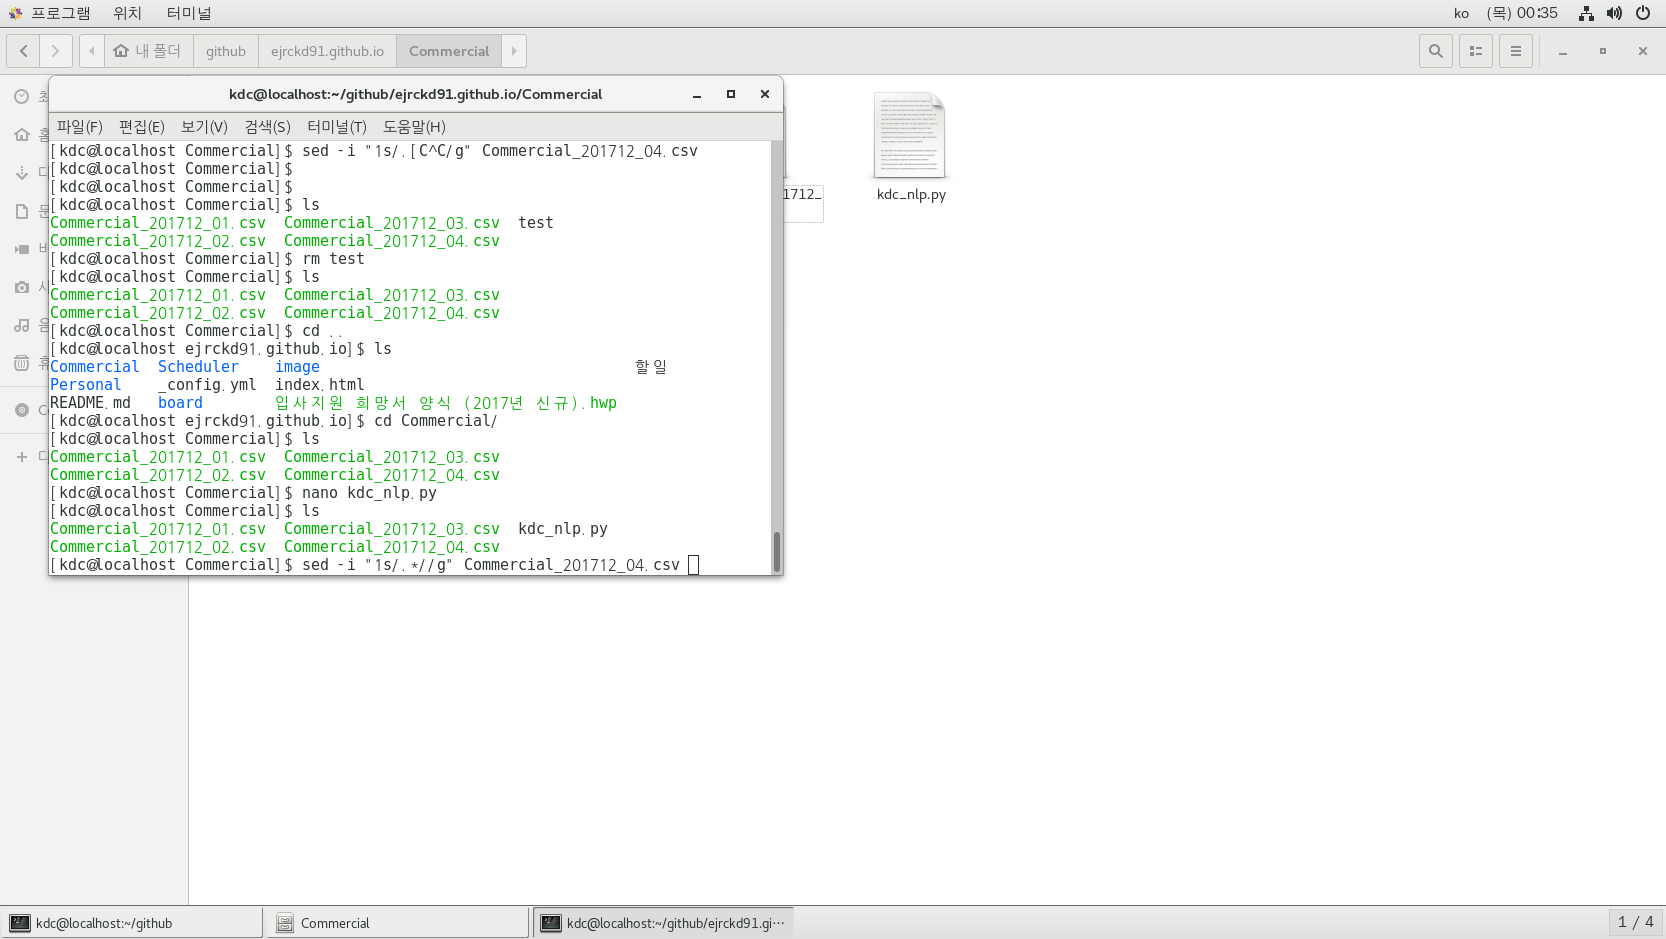 프로그램 위치 터미널 ko (목) 00:35
내 폴더 github ejrckd91.github.io Commercial
kdc@localhost:~/github/ejrckd91.github.io/Commercial
파일(F) 편집(E) 보기(V) 검색(S) 터미널(T) 도움말(H)
[kdc@localhost Commercial]$ sed -i "1s/.[C^C/g" Commercial_201712_04.csv
[kdc@localhost Commercial]$
[kdc@localhost Commercial]$
[kdc@localhost Commercial]$ ls
Commercial_201712_01.csv Commercial_201712_03.csv test
Commercial_201712_02.csv Commercial_201712_04.csv
[kdc@localhost Commercial]$ rm test
[kdc@localhost Commercial]$ ls
Commercial_201712_01.csv Commercial_201712_03.csv
Commercial_201712_02.csv Commercial_201712_04.csv
[kdc@localhost Commercial]$ cd ..
[kdc@localhost ejrckd91.github.io]$ ls
Commercial Scheduler image 할일
Personal _config.yml index.html
README.md board 입사지원 희망서 양식 (2017년 신규).hwp
[kdc@localhost ejrckd91.github.io]$ cd Commercial/
[kdc@localhost Commercial]$ ls
Commercial_201712_01.csv Commercial_201712_03.csv
Commercial_201712_02.csv Commercial_201712_04.csv
[kdc@localhost Commercial]$ nano kdc_nlp.py
[kdc@localhost Commercial]$ ls
Commercial_201712_01.csv Commercial_201712_03.csv kdc_nlp.py
Commercial_201712_02.csv Commercial_201712_04.csv
[kdc@localhost Commercial]$ sed -i "1s/.*//g" Commercial_201712_04.csv
1712_
kdc_nlp.py
kdc@localhost:~/github Commercial kdc@localhost:~/github/ejrckd91.gi… 1 / 4